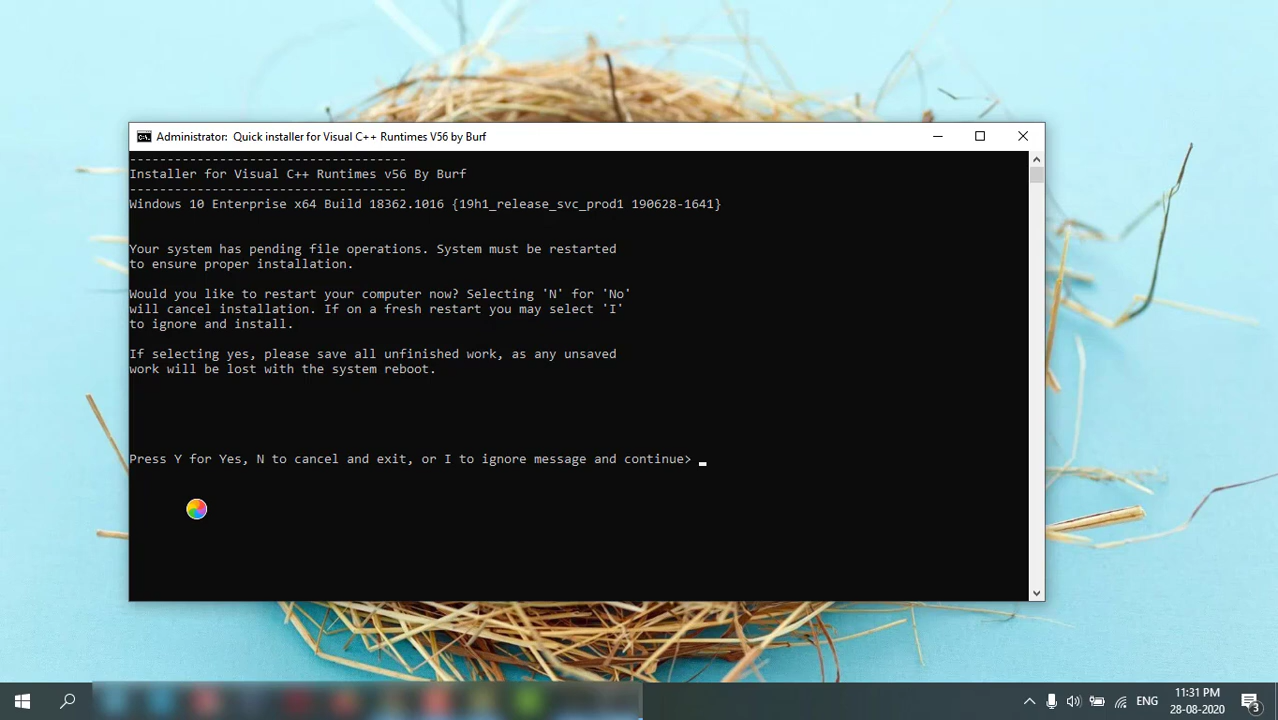 Administrator: Quick installer for Visual C++ Runtimes V56 by Burf
-------------------------------------
Installer for Visual C++ Runtimes v56 By Burf
-------------------------------------
Windows 10 Enterprise x64 Build 18362.1016 {19h1_release_svc_prod1 190628-1641}
Your system has pending file operations. System must be restarted
to ensure proper installation.
Would you like to restart your computer now? Selecting 'N' for 'No'
will cancel installation. If on a fresh restart you may select 'I'
to ignore and install.
If selecting yes, please save all unfinished work, as any unsaved
work will be lost with the system reboot.
Press Y for Yes, N to cancel and exit, or I to ignore message and continue> _
ENG
11:31 PM
28-08-2020
3